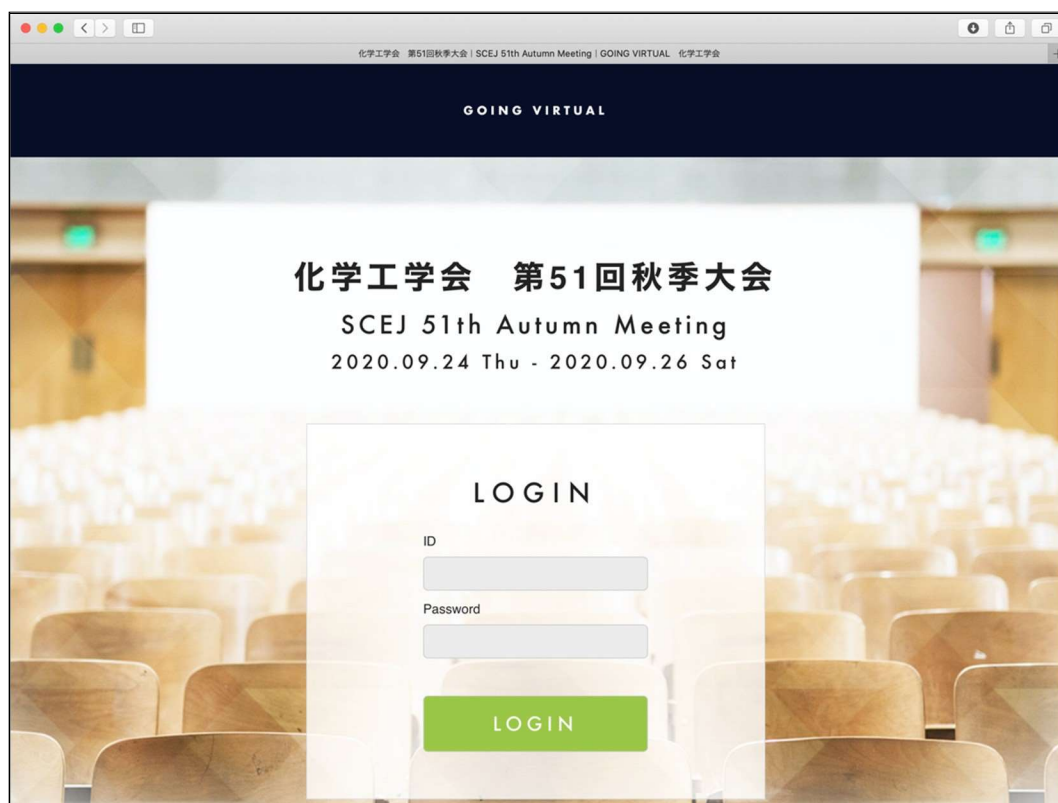 化学工学会 第51回秋季大会 | SCEJ 51th Autumn Meeting | GOING VIRTUAL 化学工学会
GOING VIRTUAL
化学工学会 第51回秋季大会
SCEJ 51th Autumn Meeting
2020.09.24 Thu - 2020.09.26 Sat
LOGIN
ID
Password
LOGIN